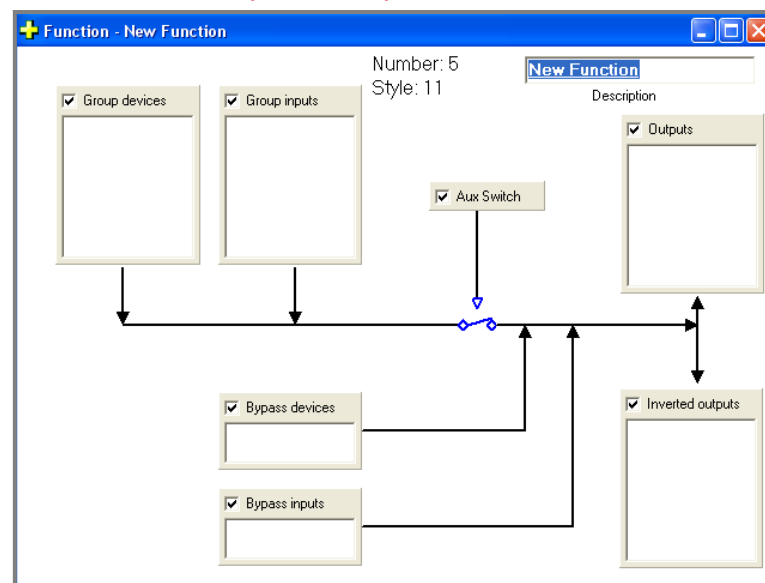 Function - New Function
Number: 5
Style: 11
New Function
Description
Group devices
Group inputs
Outputs
Aux Switch
Bypass devices
Inverted outputs
Bypass inputs